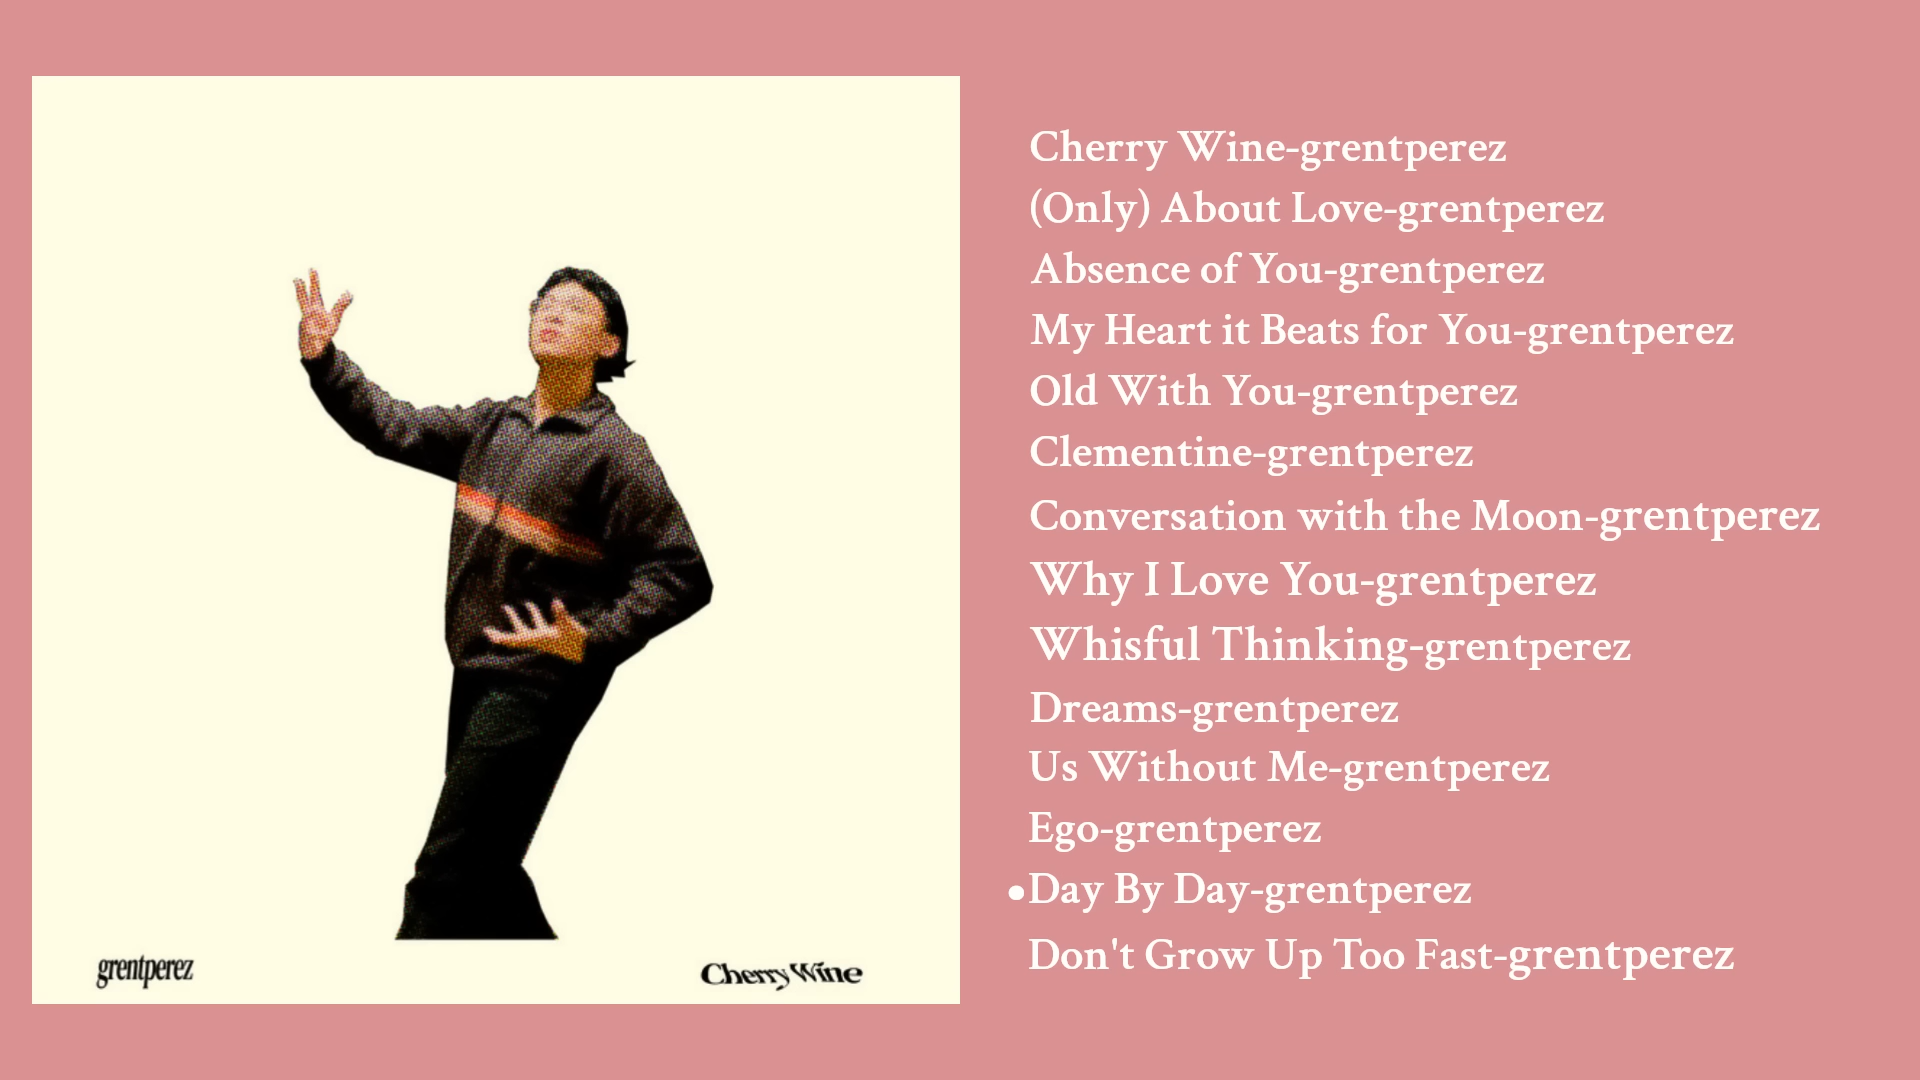 Cherry Wine-grentperez
(Only) About Love-grentperez
Absence of You-grentperez
My Heart it Beats for You-grentperez
Old With You-grentperez
Clementine-grentperez
Conversation with the Moon-grentperez
Why I Love You-grentperez
Whisful Thinking-grentperez
Dreams-grentperez
Us Without Me-grentperez
Ego-grentperez
•Day By Day-grentperez
Don't Grow Up Too Fast-grentperez
grentperez
Cherry Wine